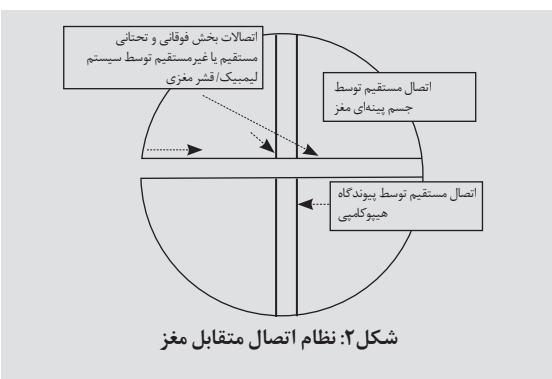 اتصالات بخش فوقانی و تحتانی
مستقیم یا غیرمستقیم توسط سیستم
لیمبیک/ قشر مغزی
اتصال مستقیم توسط
جسم پینه‌ای مغز
اتصال مستقیم توسط پیوندگاه
هیپوکامپی
شکل۲: نظام اتصال متقابل مغز